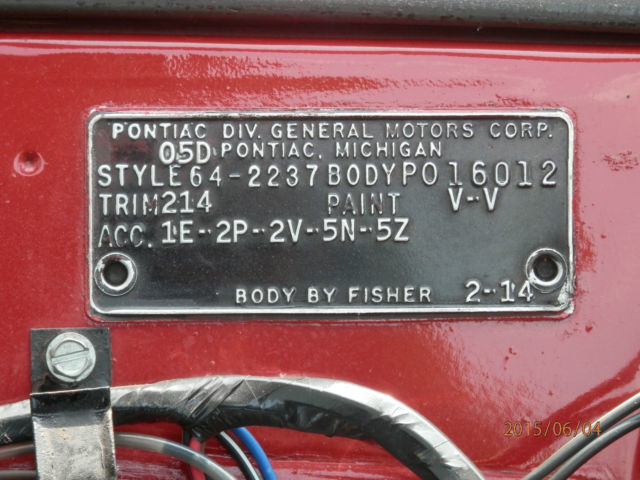 PONTIAC DIV. GENERAL MOTORS CORP.
05D PONTIAC, MICHIGAN
STYLE 64-2237 BODY PO 16012
TRIM 214 PAINT V-V
ACC. 1E-2P-2V-5N-5Z
BODY BY FISHER 2-14
2015/06/04